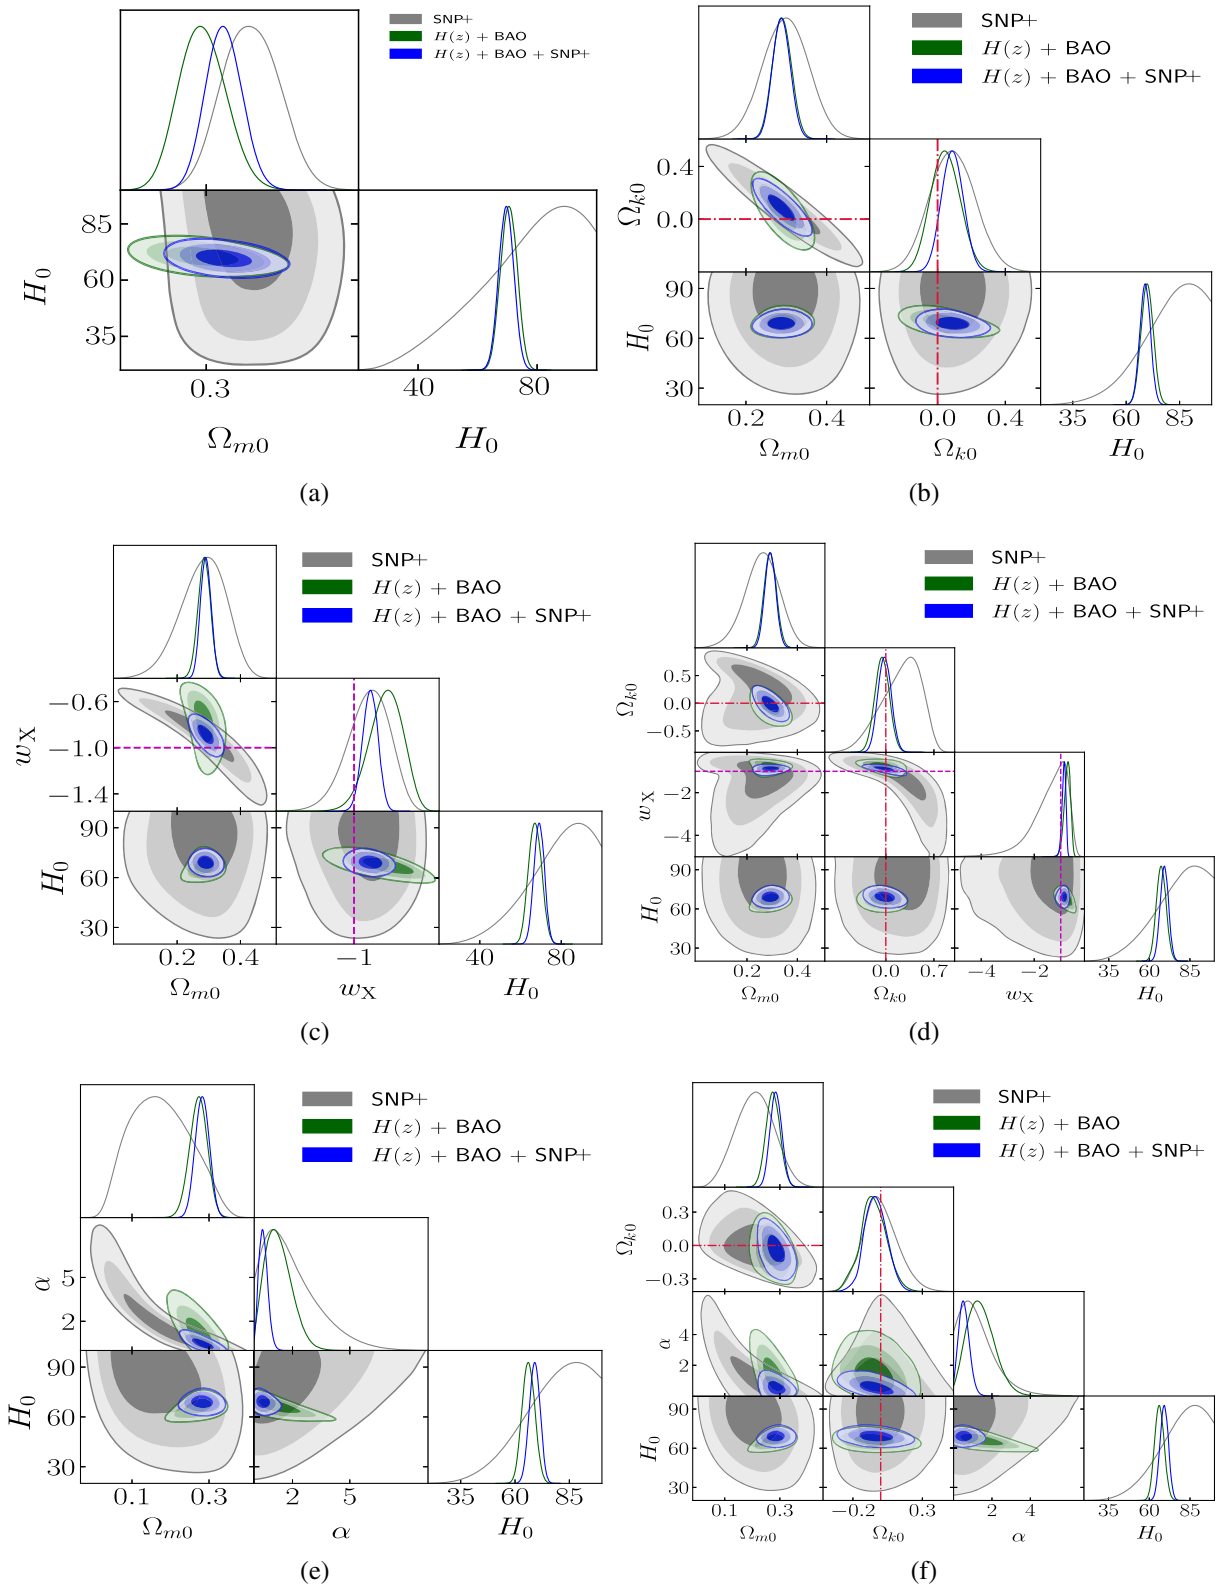 SNP+
H(z) + BAO
H(z) + BAO + SNP+
85
60
35
H₀
0.3
40
80
Ωₘ₀
H₀
(a)
SNP+
H(z) + BAO
H(z) + BAO + SNP+
0.4
0.0
Ωₖ₀
90
60
30
H₀
0.2
0.4
0.0
0.4
35
60
85
Ωₘ₀
Ωₖ₀
H₀
(b)
SNP+
H(z) + BAO
H(z) + BAO + SNP+
−0.6
−1.0
−1.4
w_X
90
60
30
H₀
0.2
0.4
−1
40
80
Ωₘ₀
w_X
H₀
(c)
SNP+
H(z) + BAO
H(z) + BAO + SNP+
0.5
0.0
−0.5
Ωₖ₀
−2
−4
w_X
90
60
30
H₀
0.2
0.4
0.0
0.7
−4
−2
35
60
85
Ωₘ₀
Ωₖ₀
w_X
H₀
(d)
SNP+
H(z) + BAO
H(z) + BAO + SNP+
5
2
α
90
60
30
H₀
0.1
0.3
2
5
35
60
85
Ωₘ₀
α
H₀
(e)
SNP+
H(z) + BAO
H(z) + BAO + SNP+
0.3
0.0
−0.3
Ωₖ₀
4
2
α
90
60
30
H₀
0.1
0.3
−0.2
0.3
2
4
35
60
85
Ωₘ₀
Ωₖ₀
α
H₀
(f)